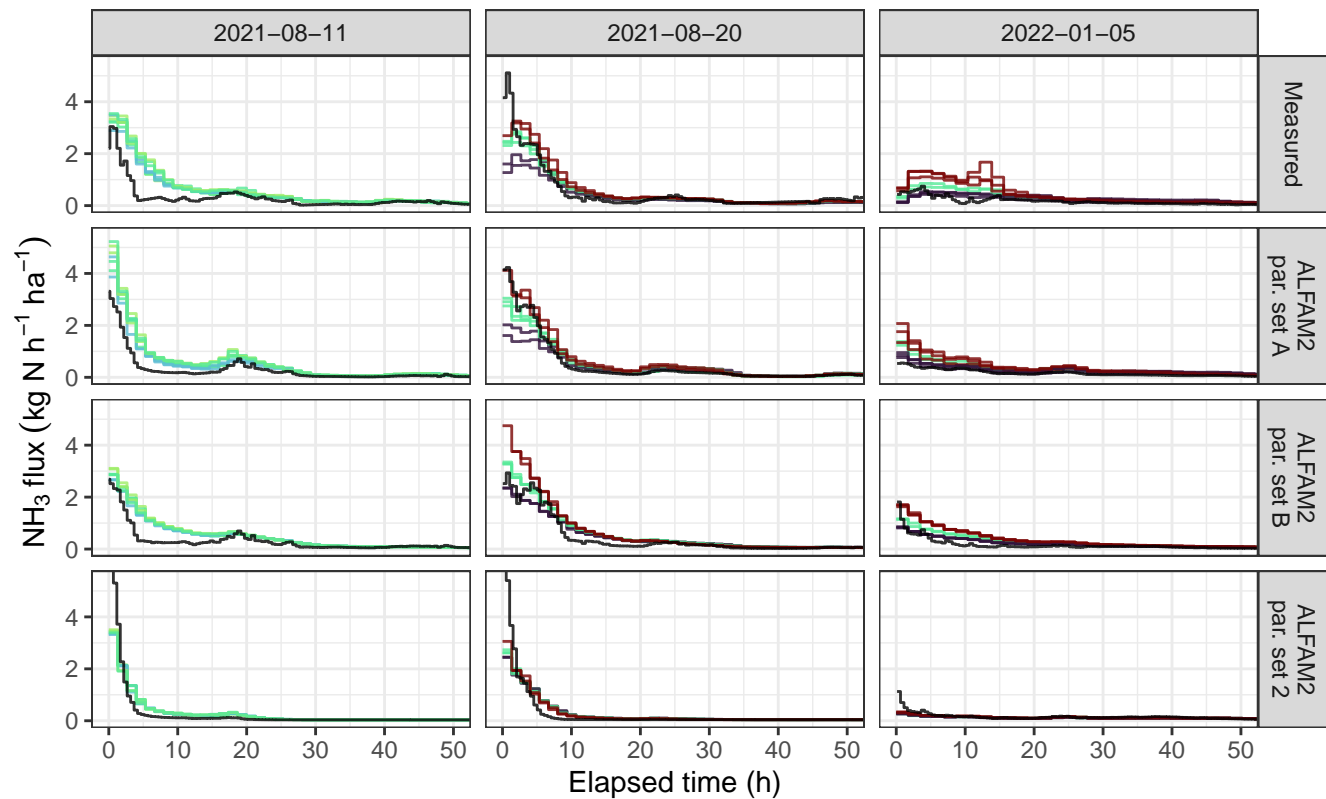 2021−08−11 2021−08−20 2022−01−05
NH₃ flux (kg N h⁻¹ ha⁻¹)
4
2
0
Measured
4
2
0
ALFAM2
par. set A
4
2
0
ALFAM2
par. set B
4
2
0
ALFAM2
par. set 2
0 10 20 30 40 50 0 10 20 30 40 50 0 10 20 30 40 50
Elapsed time (h)